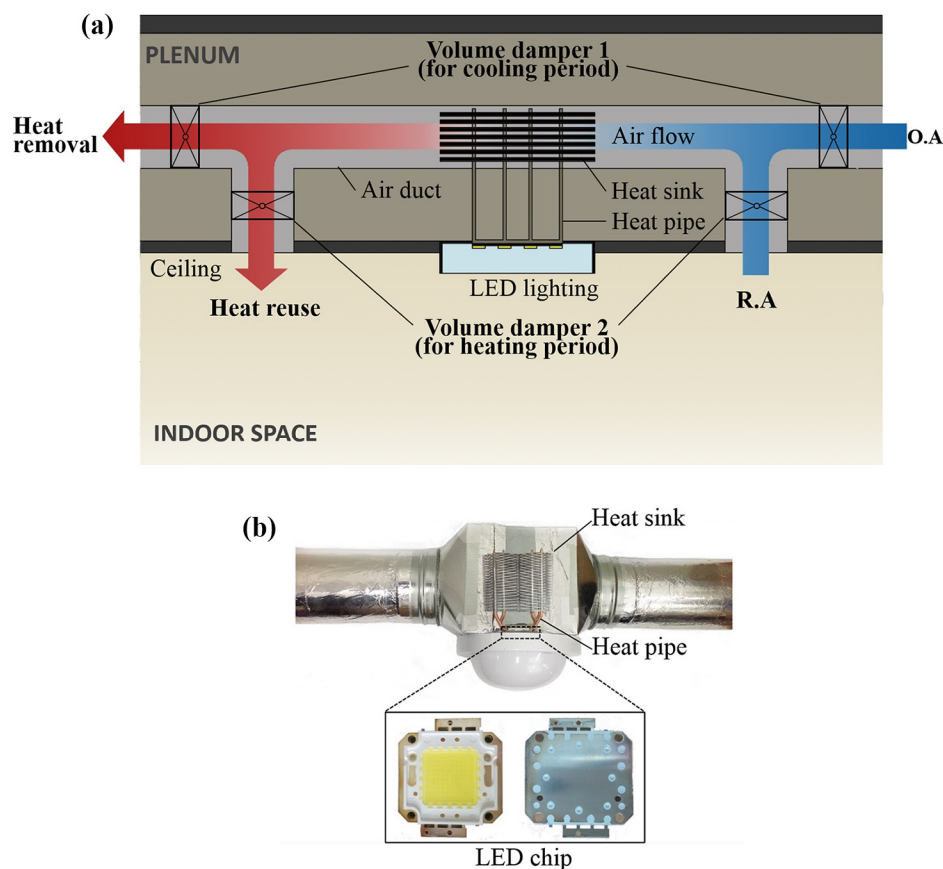 (a)
PLENUM
Volume damper 1
(for cooling period)
Heat
removal
Air flow
O.A
Air duct
Heat sink
Heat pipe
Ceiling
LED lighting
Heat reuse
R.A
Volume damper 2
(for heating period)
INDOOR SPACE
(b)
Heat sink
Heat pipe
LED chip